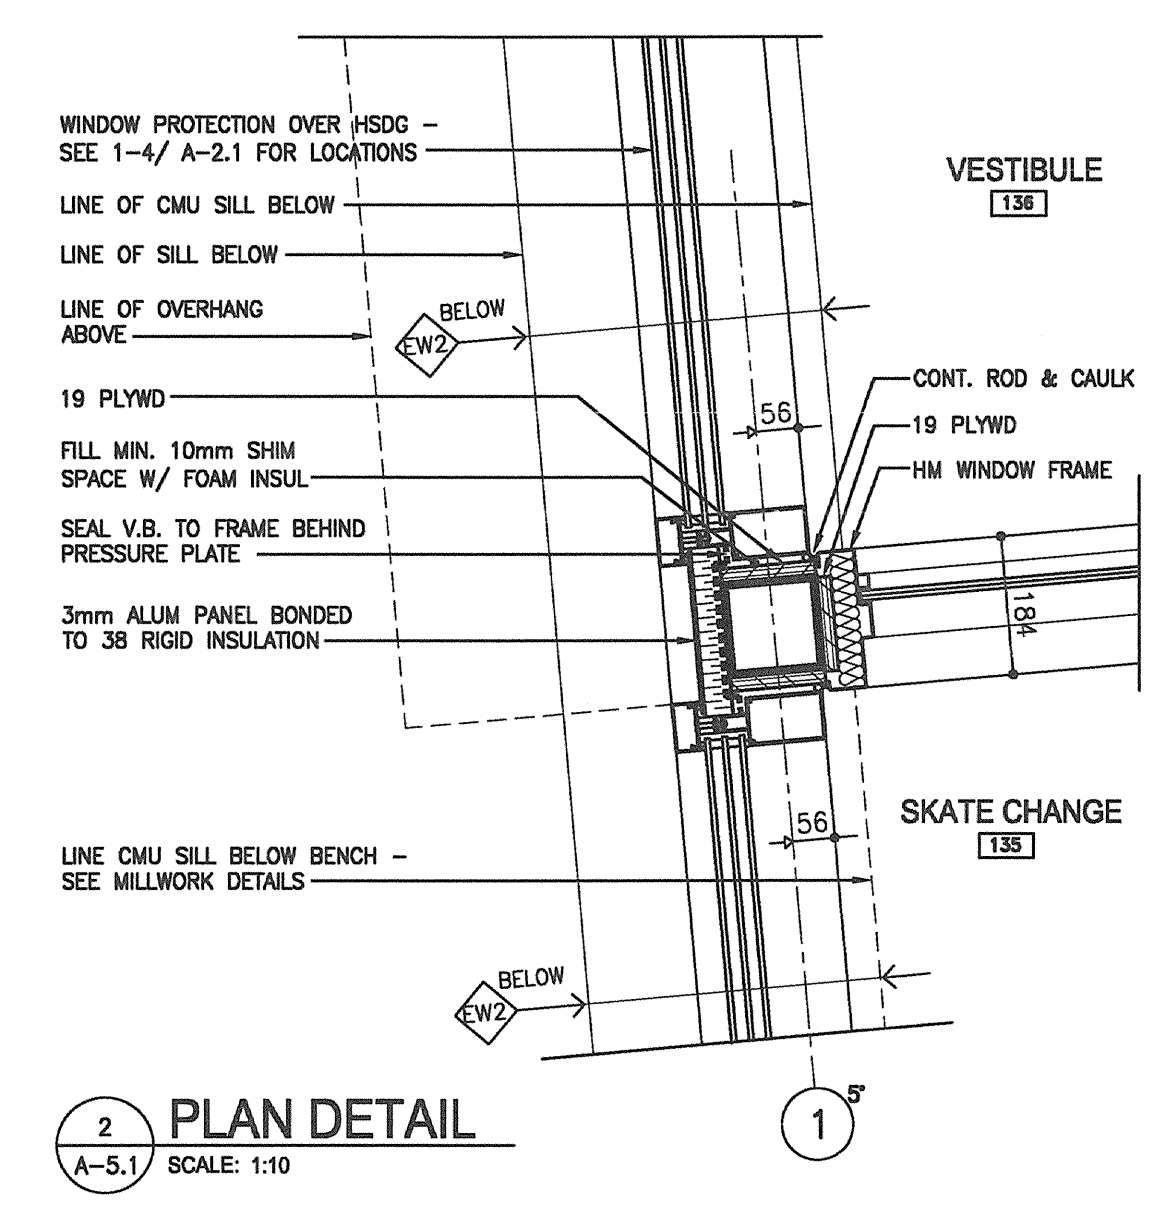 WINDOW PROTECTION OVER HSDG –
SEE 1–4/ A–2.1 FOR LOCATIONS
VESTIBULE
136
LINE OF CMU SILL BELOW
LINE OF SILL BELOW
LINE OF OVERHANG
ABOVE
BELOW
EW2
CONT. ROD & CAULK
19 PLYWD
56
19 PLYWD
FILL MIN. 10mm SHIM
SPACE W/ FOAM INSUL
HM WINDOW FRAME
SEAL V.B. TO FRAME BEHIND
PRESSURE PLATE
3mm ALUM PANEL BONDED
TO 38 RIGID INSULATION
184
SKATE CHANGE
135
56
LINE CMU SILL BELOW BENCH –
SEE MILLWORK DETAILS
BELOW
EW2
5°
1
2
PLAN DETAIL
A–5.1
SCALE: 1:10